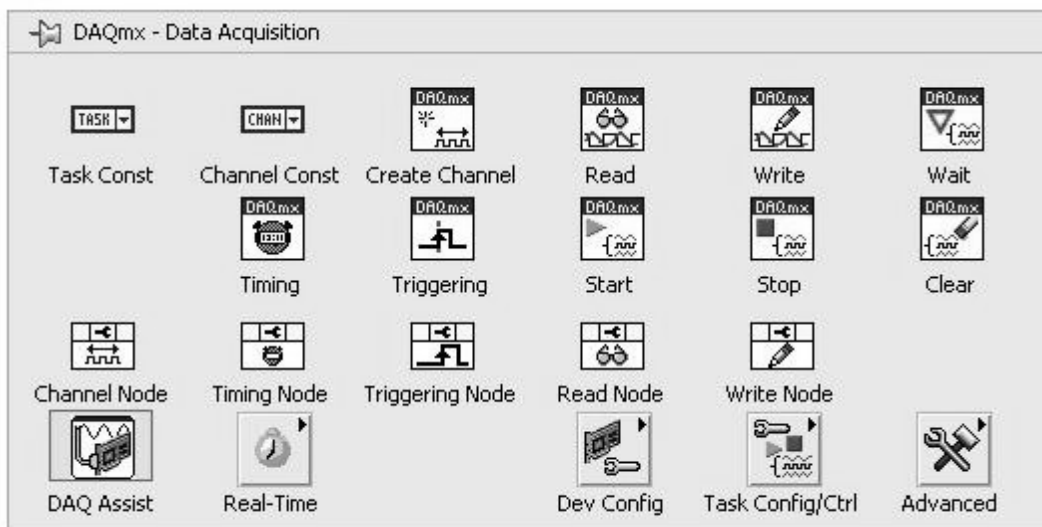 DAQmx - Data Acquisition
DAQmx DAQmx DAQmx DAQmx
TASK CHAN
Task Const Channel Const Create Channel Read Write Wait
DAQmx DAQmx DAQmx DAQmx DAQmx
Timing Triggering Start Stop Clear
Channel Node Timing Node Triggering Node Read Node Write Node
DAQ Assist Real-Time Dev Config Task Config/Ctrl Advanced